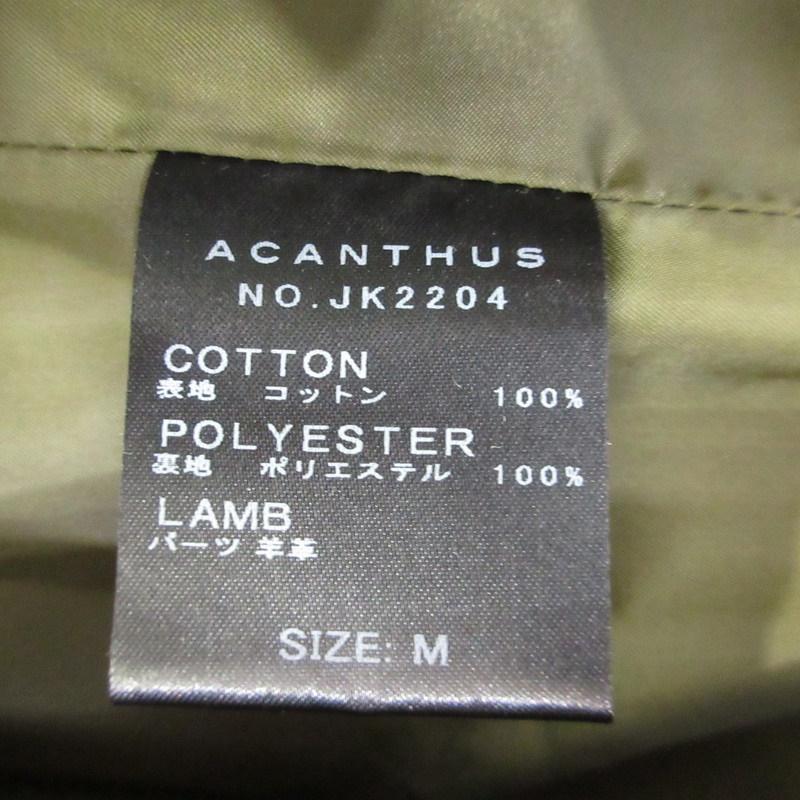 ACANTHUS
NO.JK2204
COTTON
表地 コットン 100%
POLYESTER
裏地 ポリエステル 100%
LAMB
パーツ 羊革
SIZE: M